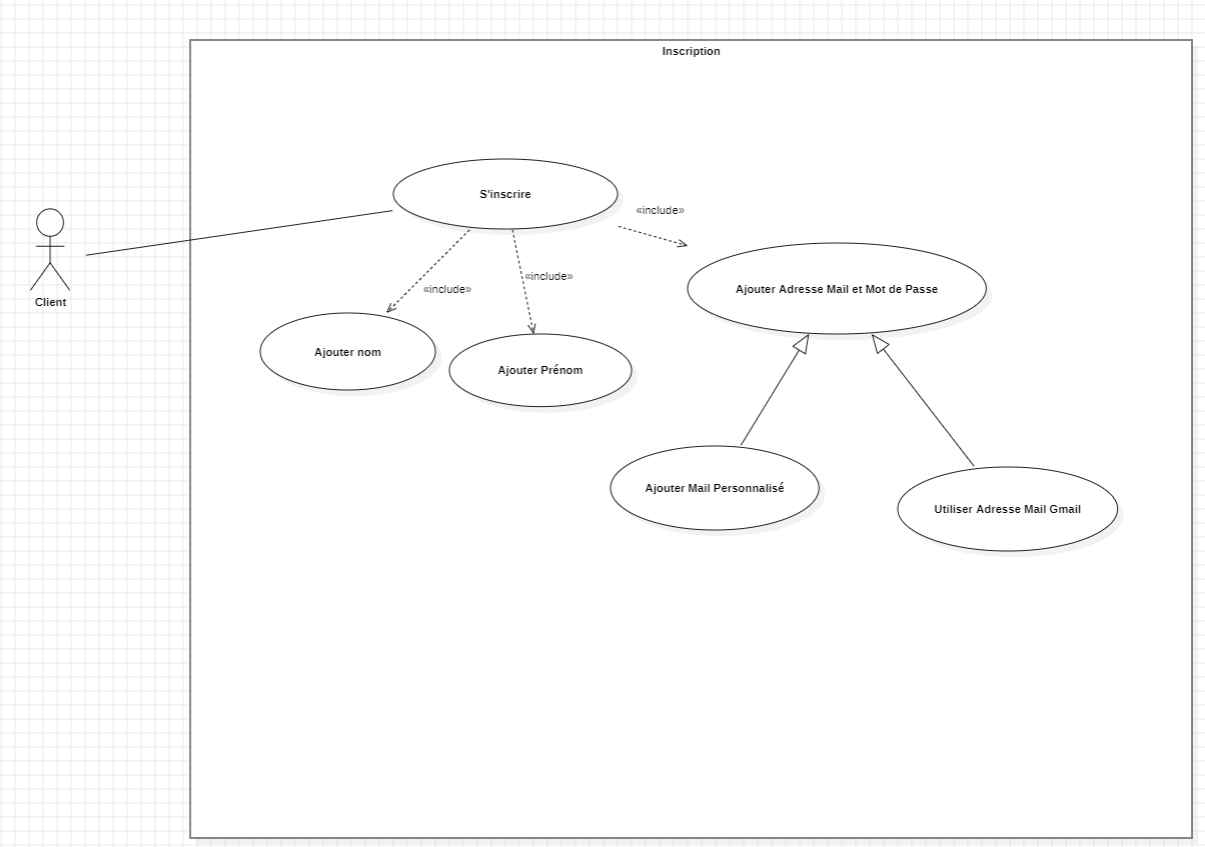 Inscription
S'inscrire
«include»
Client
«include»
«include»
Ajouter Adresse Mail et Mot de Passe
Ajouter nom
Ajouter Prénom
Ajouter Mail Personnalisé
Utiliser Adresse Mail Gmail